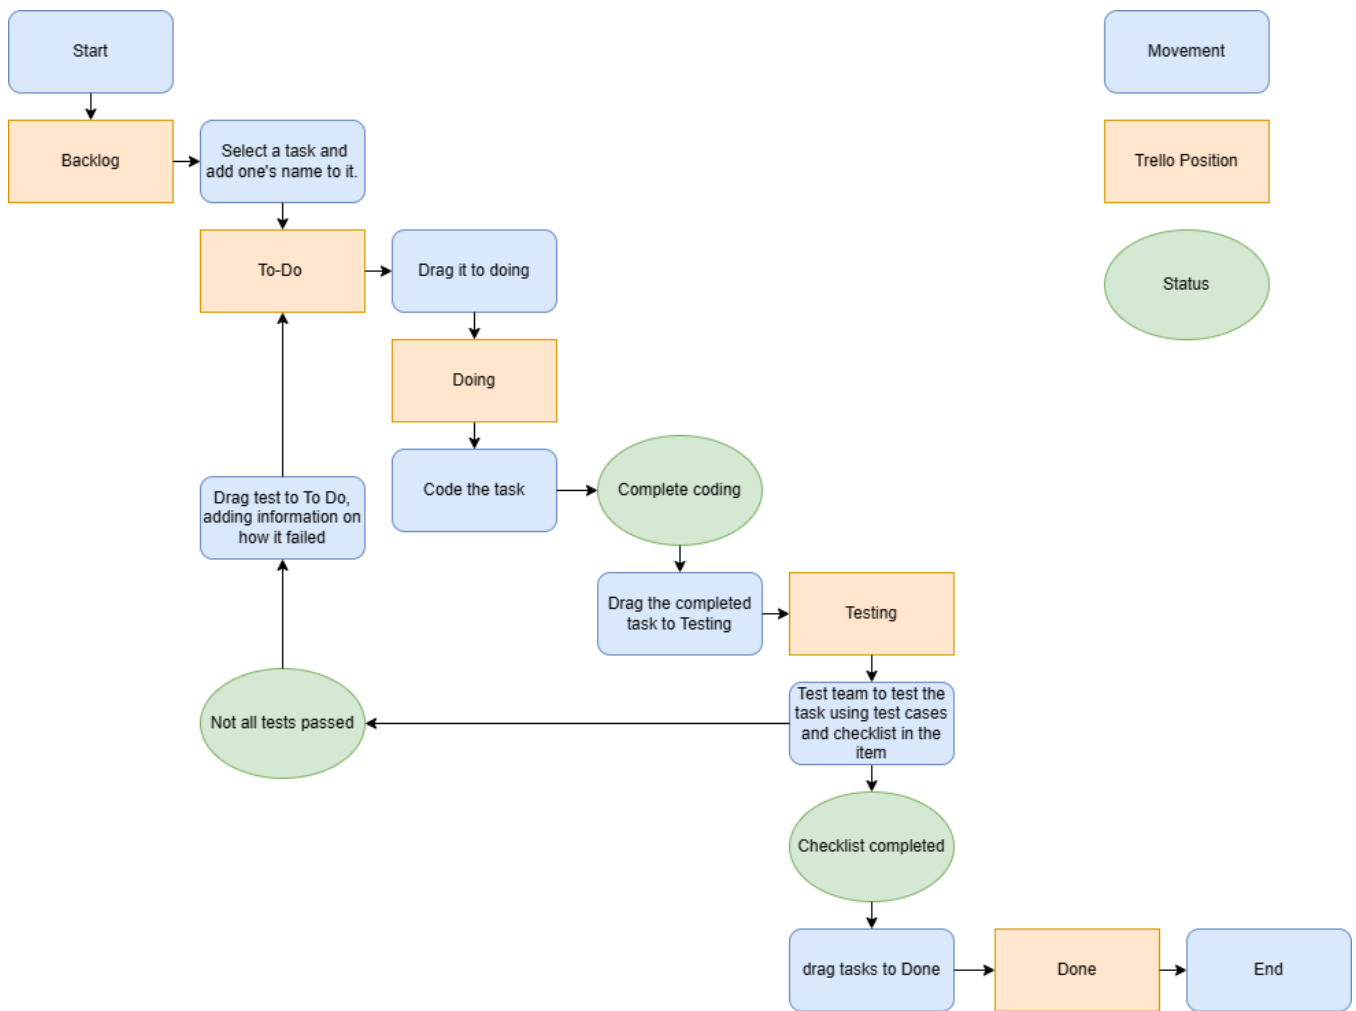 Start
Movement
Backlog
Select a task and
add one's name to it.
Trello Position
To-Do
Drag it to doing
Status
Doing
Drag test to To Do,
adding information on
how it failed
Code the task
Complete coding
Drag the completed
task to Testing
Testing
Not all tests passed
Test team to test the
task using test cases
and checklist in the
item
Checklist completed
drag tasks to Done
Done
End